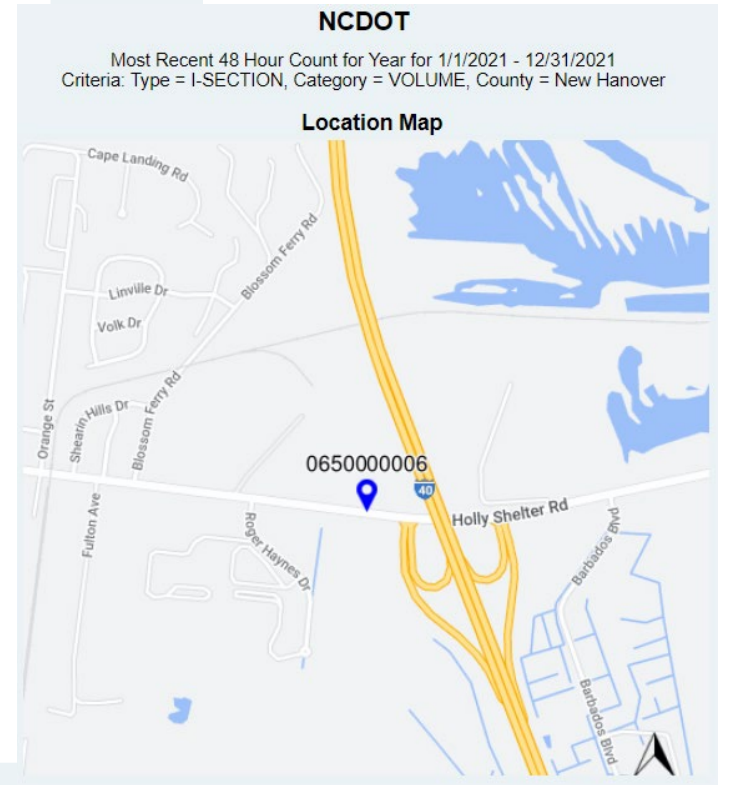 NCDOT
Most Recent 48 Hour Count for Year for 1/1/2021 - 12/31/2021
Criteria: Type = I-SECTION, Category = VOLUME, County = New Hanover
Location Map
Cape Landing Rd
Blossom Ferry Rd
Linville Dr
Volk Dr
Orange St
Shearin Hills Dr
Blossom Ferry Rd
0650000006
40
Holly Shelter Rd
Fulton Ave
Roger Haynes Dr
Barbados Blvd
Barbados Blvd